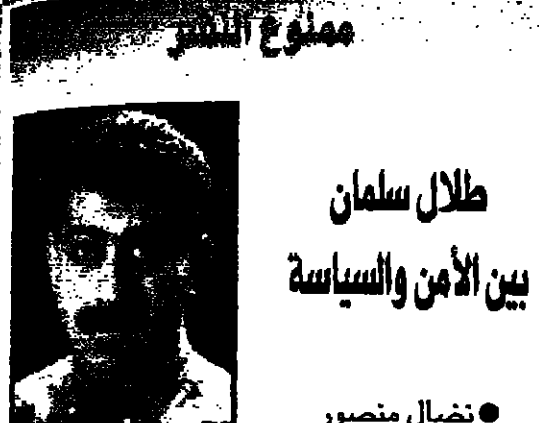 ممنوع النشر
طلال سلمان
بين الأمن والسياسة
● نضال منصور